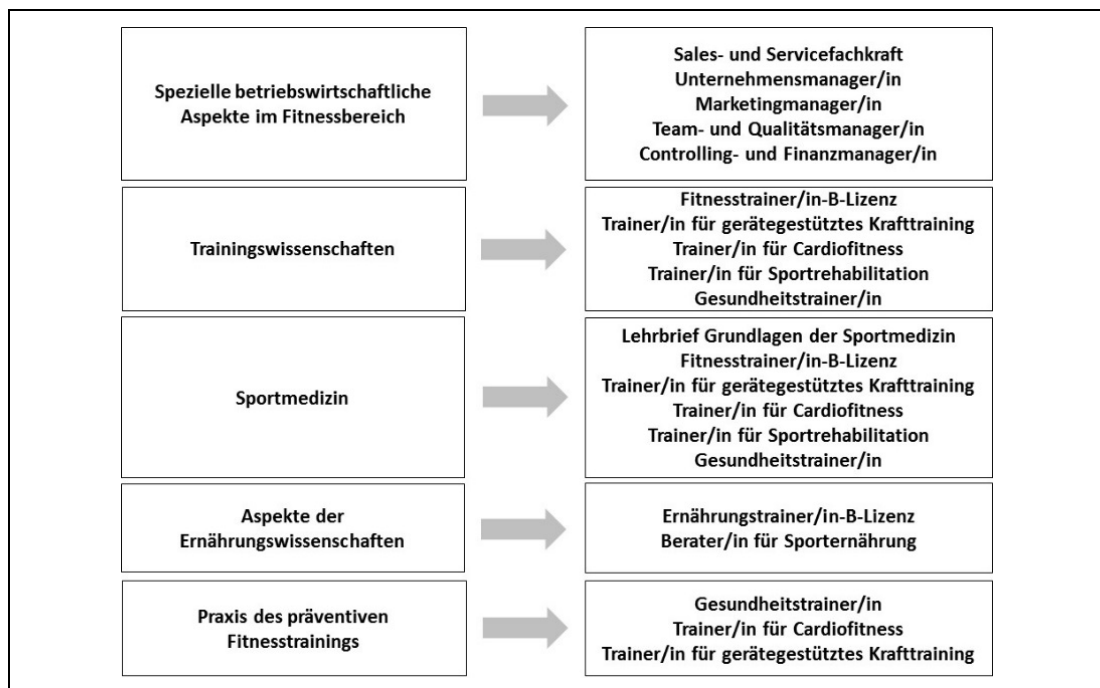 Spezielle betriebswirtschaftliche
Aspekte im Fitnessbereich
Sales- und Servicefachkraft
Unternehmensmanager/in
Marketingmanager/in
Team- und Qualitätsmanager/in
Controlling- und Finanzmanager/in
Trainingswissenschaften
Fitnesstrainer/in-B-Lizenz
Trainer/in für gerätegestütztes Krafttraining
Trainer/in für Cardiofitness
Trainer/in für Sportrehabilitation
Gesundheitstrainer/in
Sportmedizin
Lehrbrief Grundlagen der Sportmedizin
Fitnesstrainer/in-B-Lizenz
Trainer/in für gerätegestütztes Krafttraining
Trainer/in für Cardiofitness
Trainer/in für Sportrehabilitation
Gesundheitstrainer/in
Aspekte der
Ernährungswissenschaften
Ernährungstrainer/in-B-Lizenz
Berater/in für Sporternährung
Praxis des präventiven
Fitnesstrainings
Gesundheitstrainer/in
Trainer/in für Cardiofitness
Trainer/in für gerätegestütztes Krafttraining